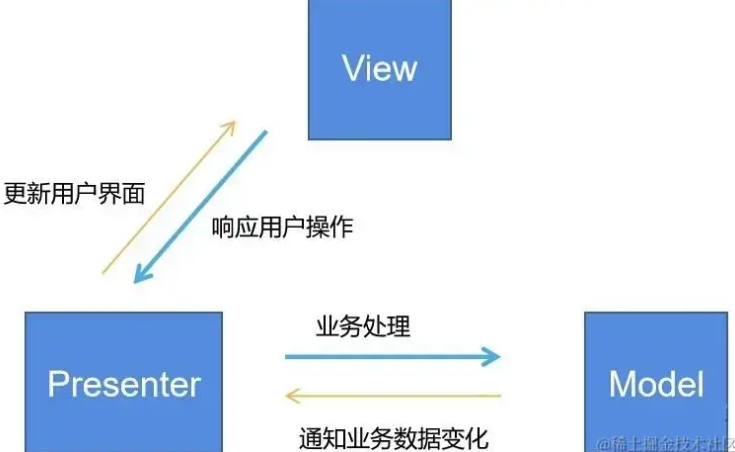 View
更新用户界面
响应用户操作
业务处理
Presenter
Model
通知业务数据变化
@稀土掘金技术社区